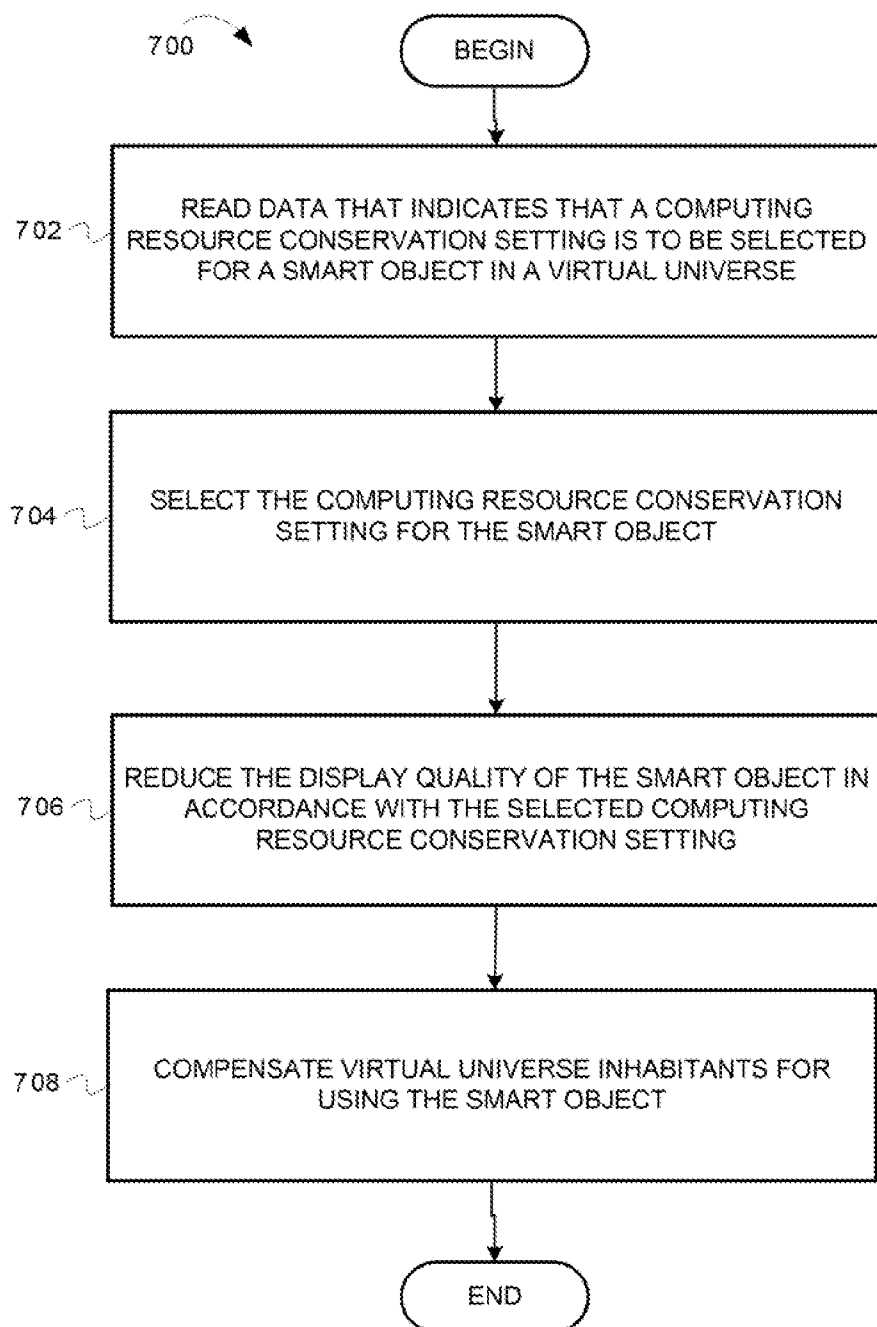 700
BEGIN
702
READ DATA THAT INDICATES THAT A COMPUTING
RESOURCE CONSERVATION SETTING IS TO BE SELECTED
FOR A SMART OBJECT IN A VIRTUAL UNIVERSE
704
SELECT THE COMPUTING RESOURCE CONSERVATION
SETTING FOR THE SMART OBJECT
706
REDUCE THE DISPLAY QUALITY OF THE SMART OBJECT IN
ACCORDANCE WITH THE SELECTED COMPUTING
RESOURCE CONSERVATION SETTING
708
COMPENSATE VIRTUAL UNIVERSE INHABITANTS FOR
USING THE SMART OBJECT
END